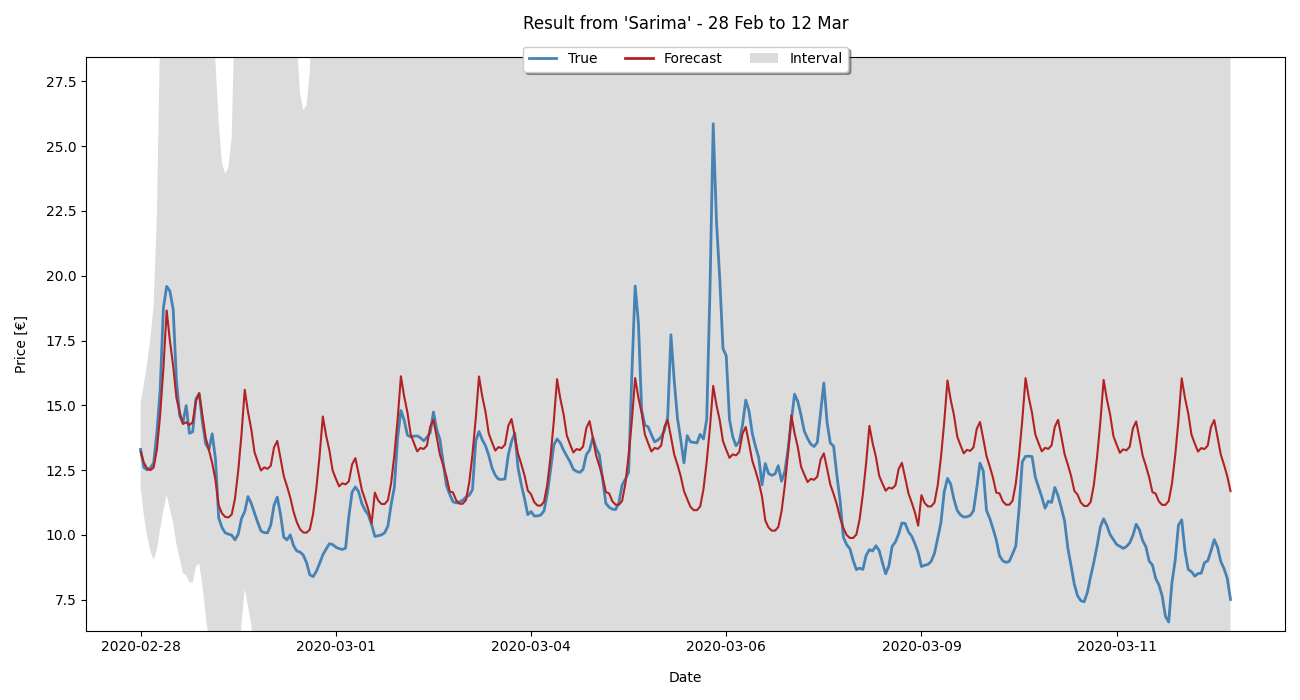 Result from 'Sarima' - 28 Feb to 12 Mar
True Forecast Interval
27.5
25.0
22.5
20.0
17.5
15.0
12.5
10.0
7.5
Price [€]
2020-02-28 2020-03-01 2020-03-04 2020-03-06 2020-03-09 2020-03-11
Date